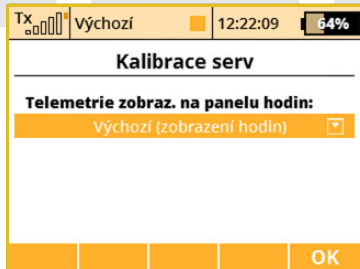 Tx Výchozí 12:22:09 64%
Kalibrace serv
Telemetrie zobraz. na panelu hodin:
Výchozí (zobrazení hodin)
OK